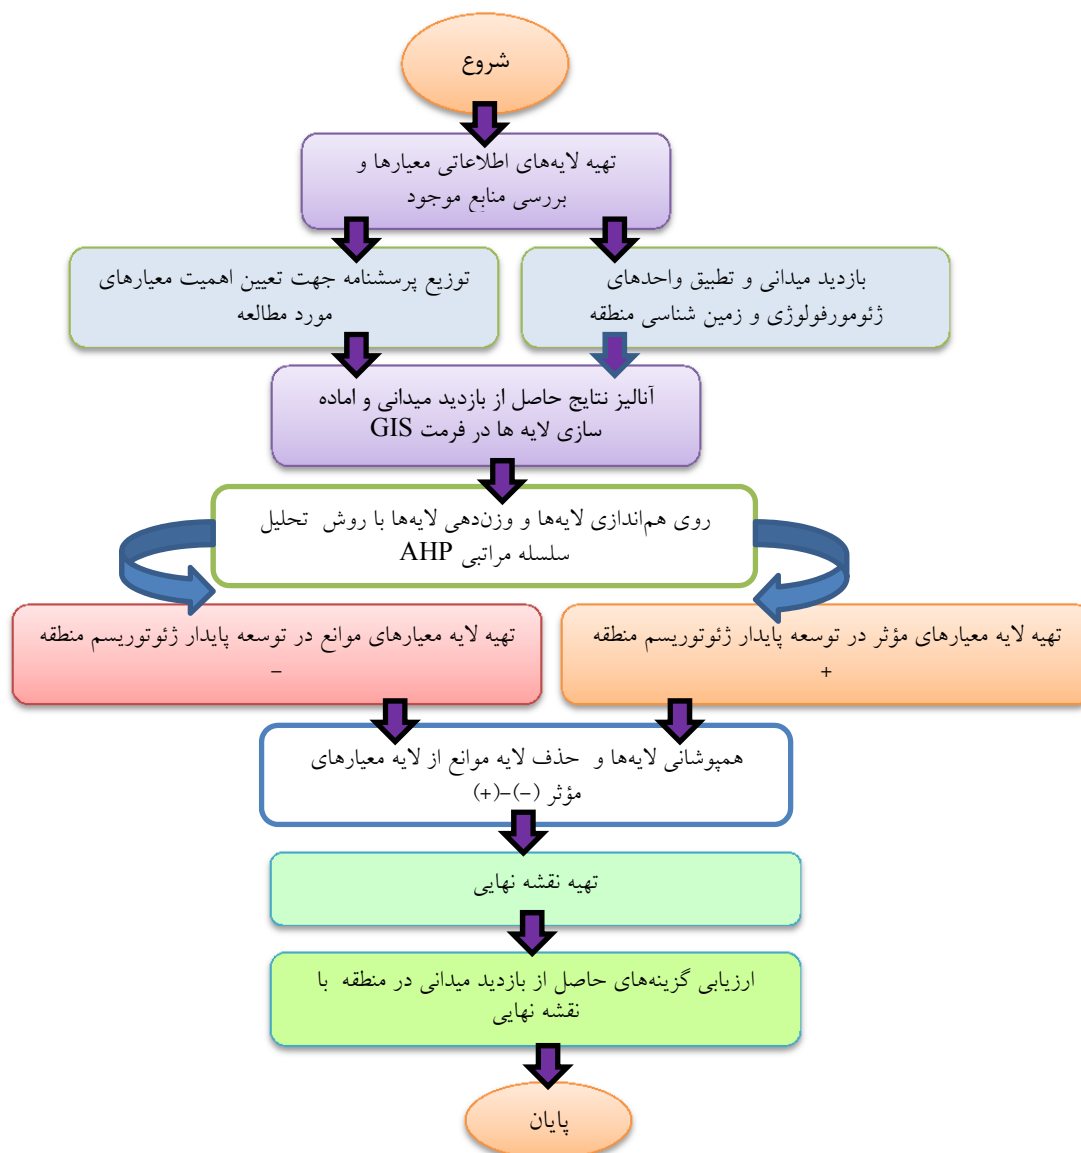 شروع
تهیه لایه‌های اطلاعاتی معیارها و
بررسی منابع موجود
بازدید میدانی و تطبیق واحدهای
ژئومورفولوژی و زمین شناسی منطقه
توزیع پرسشنامه جهت تعیین اهمیت معیارهای
مورد مطالعه
آنالیز نتایج حاصل از بازدید میدانی و اماده
سازی لایه ها در فرمت GIS
روی هم‌اندازی لایه‌ها و وزن‌دهی لایه‌ها با روش تحلیل
سلسله مراتبی AHP
تهیه لایه معیارهای مؤثر در توسعه پایدار ژئوتوریسم منطقه
+
تهیه لایه معیارهای موانع در توسعه پایدار ژئوتوریسم منطقه
–
همپوشانی لایه‌ها و حذف لایه موانع از لایه معیارهای
مؤثر (–)–(+)
تهیه نقشه نهایی
ارزیابی گزینه‌های حاصل از بازدید میدانی در منطقه با
نقشه نهایی
پایان